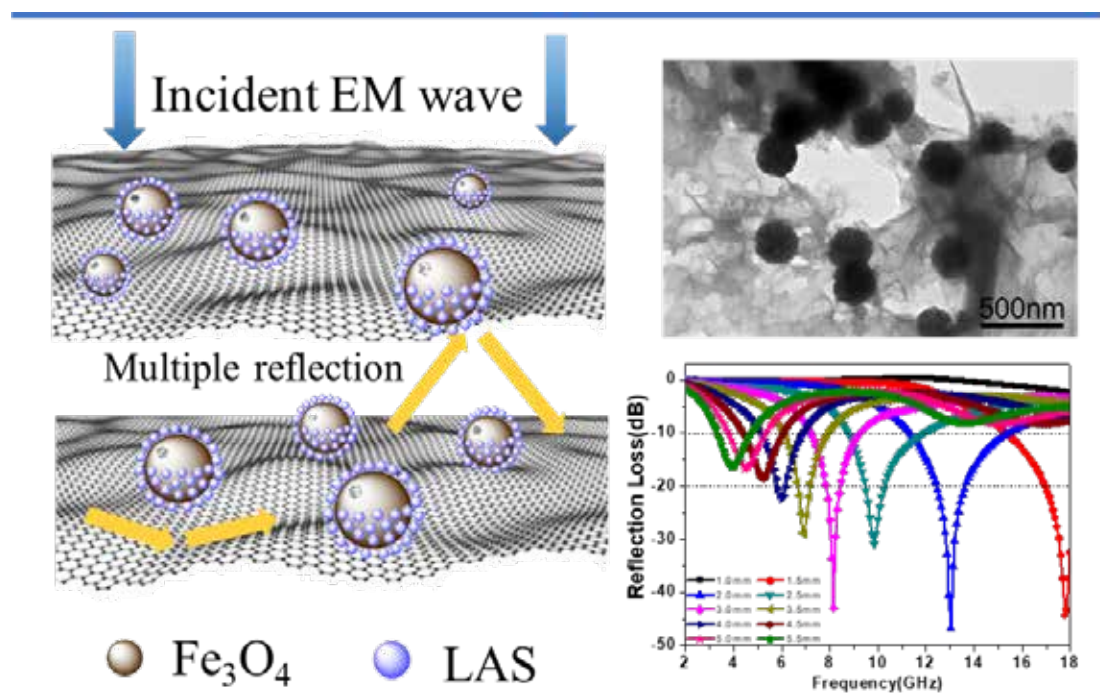 Incident EM wave
Multiple reflection
Fe₃O₄
LAS
500nm
Reflection Loss(dB)
0
-10
-20
-30
-40
-50
1.0mm 1.5mm
2.0mm 2.5mm
3.0mm 3.5mm
4.0mm 4.5mm
5.0mm 5.5mm
2 4 6 8 10 12 14 16 18
Frequency(GHz)